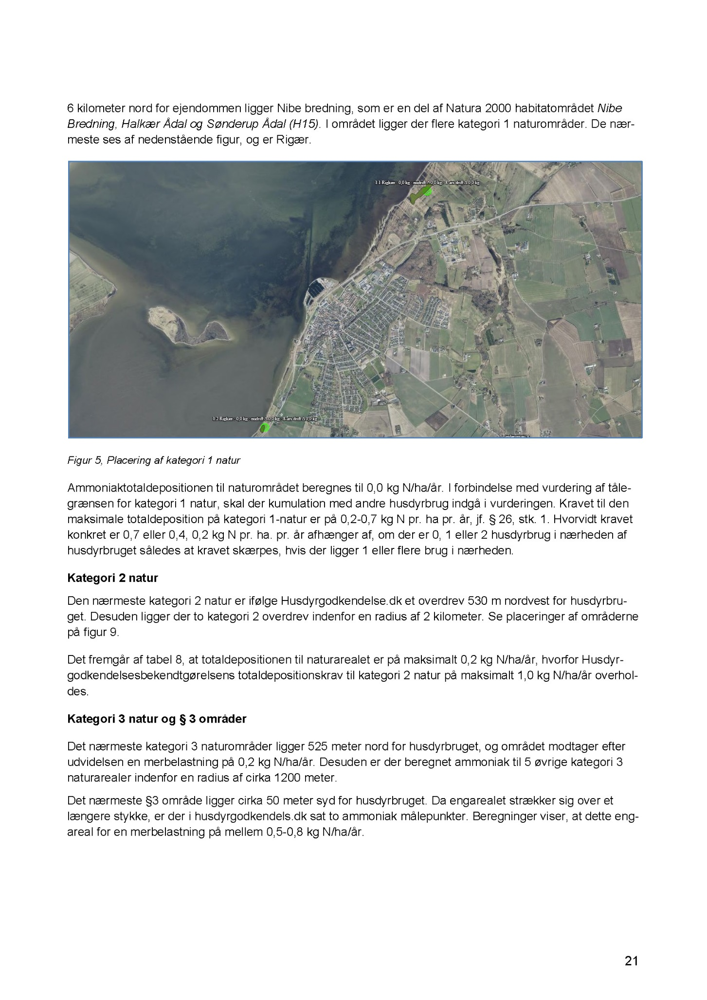 6 kilometer nord for ejendommen ligger Nibe bredning, som er en del af Natura 2000 habitatområdet Nibe
Bredning, Halkær Ådal og Sønderup Ådal (H15). I området ligger der flere kategori 1 naturområder. De nær-
meste ses af nedenstående figur, og er Rigær.
1.1 Rigkær : 0,0 kg : nudrift Δ 0,0 kg : 8-års drift Δ 0,0 kg
1.2 Rigkær : 0,0 kg : nudrift Δ 0,0 kg : 8-års drift Δ 0,0 kg
Figur 5, Placering af kategori 1 natur
Ammoniaktotaldepositionen til naturområdet beregnes til 0,0 kg N/ha/år. I forbindelse med vurdering af tåle-
grænsen for kategori 1 natur, skal der kumulation med andre husdyrbrug indgå i vurderingen. Kravet til den
maksimale totaldeposition på kategori 1-natur er på 0,2-0,7 kg N pr. ha pr. år, jf. § 26, stk. 1. Hvorvidt kravet
konkret er 0,7 eller 0,4, 0,2 kg N pr. ha. pr. år afhænger af, om der er 0, 1 eller 2 husdyrbrug i nærheden af
husdyrbruget således at kravet skærpes, hvis der ligger 1 eller flere brug i nærheden.
Kategori 2 natur
Den nærmeste kategori 2 natur er ifølge Husdyrgodkendelse.dk et overdrev 530 m nordvest for husdyrbru-
get. Desuden ligger der to kategori 2 overdrev indenfor en radius af 2 kilometer. Se placeringer af områderne
på figur 9.
Det fremgår af tabel 8, at totaldepositionen til naturarealet er på maksimalt 0,2 kg N/ha/år, hvorfor Husdyr-
godkendelsesbekendtgørelsens totaldepositionskrav til kategori 2 natur på maksimalt 1,0 kg N/ha/år overhol-
des.
Kategori 3 natur og § 3 områder
Det nærmeste kategori 3 naturområder ligger 525 meter nord for husdyrbruget, og området modtager efter
udvidelsen en merbelastning på 0,2 kg N/ha/år. Desuden er der beregnet ammoniak til 5 øvrige kategori 3
naturarealer indenfor en radius af cirka 1200 meter.
Det nærmeste §3 område ligger cirka 50 meter syd for husdyrbruget. Da engarealet strækker sig over et
længere stykke, er der i husdyrgodkendels.dk sat to ammoniak målepunkter. Beregninger viser, at dette eng-
areal for en merbelastning på mellem 0,5-0,8 kg N/ha/år.
21